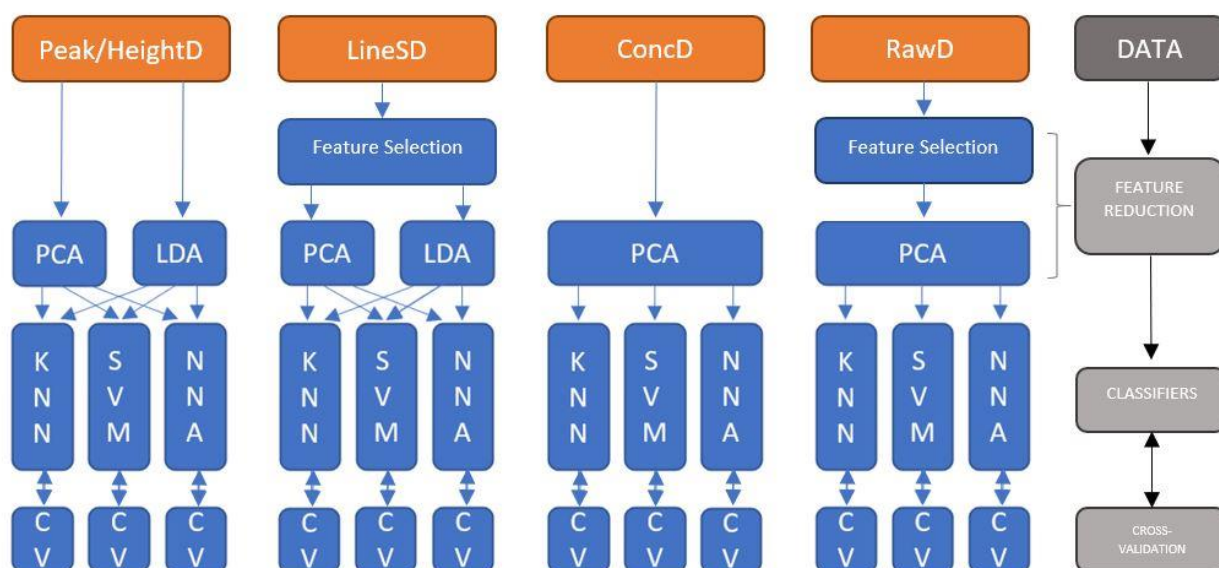 Peak/HeightD
LineSD
ConcD
RawD
DATA
Feature Selection
Feature Selection
FEATURE
REDUCTION
PCA
LDA
PCA
LDA
PCA
PCA
K
N
N
S
V
M
N
N
A
K
N
N
S
V
M
N
N
A
K
N
N
S
V
M
N
N
A
K
N
N
S
V
M
N
N
A
CLASSIFIERS
C
V
C
V
C
V
C
V
C
V
C
V
C
V
C
V
C
V
C
V
C
V
C
V
CROSS-
VALIDATION